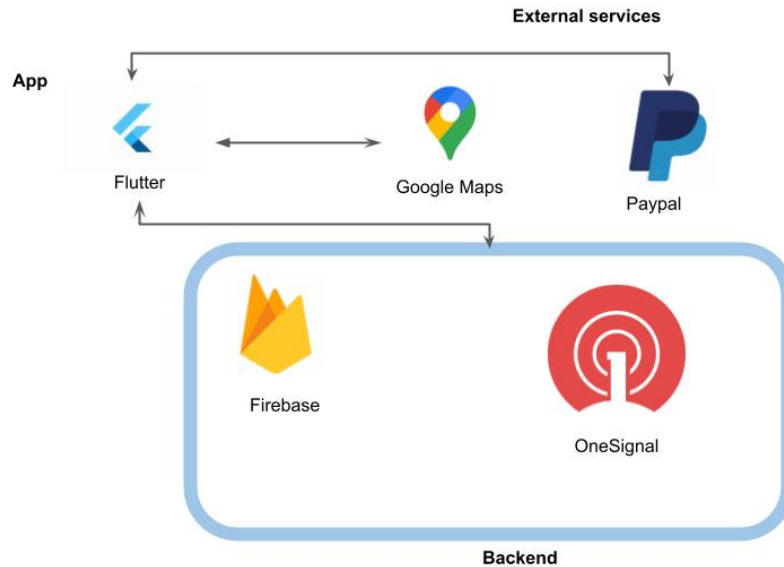 External services
App
Flutter
Google Maps
Paypal
Firebase
OneSignal
Backend